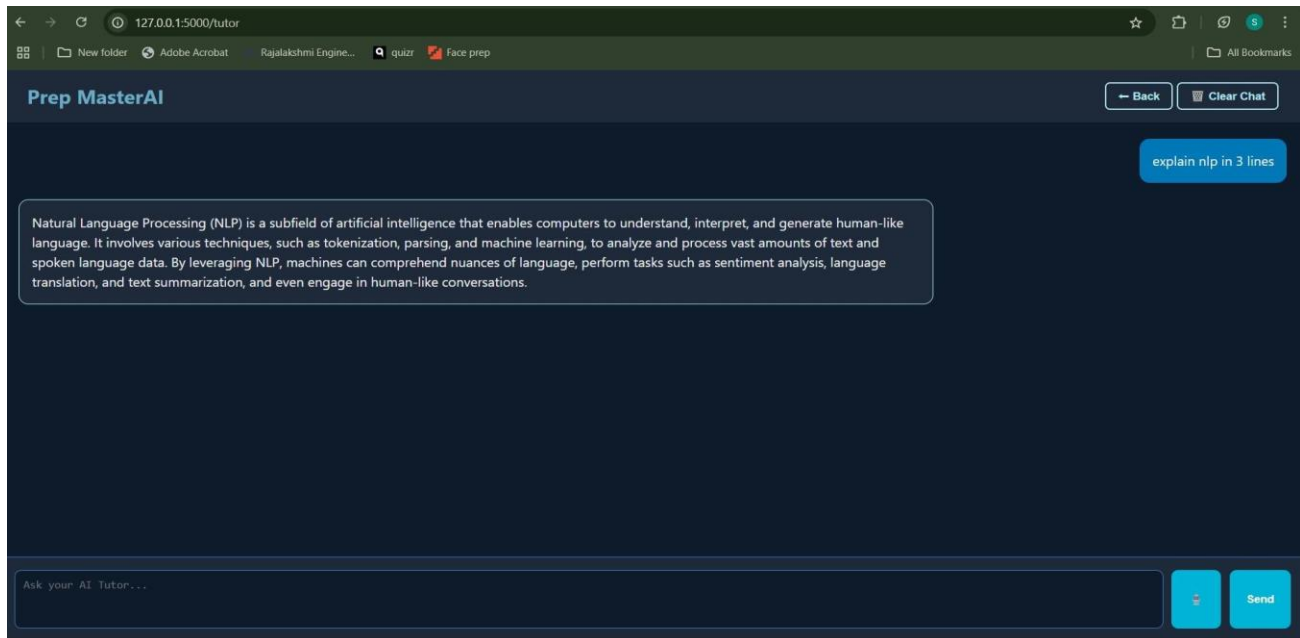 127.0.0.1:5000/tutor
S
New folder Adobe Acrobat Rajalakshmi Engine... quizr Face prep All Bookmarks
Prep MasterAI
← Back
Clear Chat
explain nlp in 3 lines
Natural Language Processing (NLP) is a subfield of artificial intelligence that enables computers to understand, interpret, and generate human-like
language. It involves various techniques, such as tokenization, parsing, and machine learning, to analyze and process vast amounts of text and
spoken language data. By leveraging NLP, machines can comprehend nuances of language, perform tasks such as sentiment analysis, language
translation, and text summarization, and even engage in human-like conversations.
Ask your AI Tutor...
Send